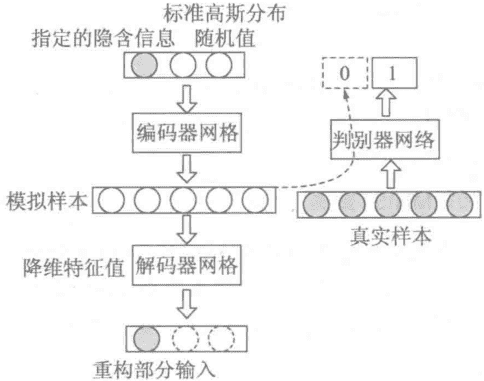 标准高斯分布
指定的隐含信息 随机值
0 1
编码器网格
判别器网络
模拟样本
真实样本
降维特征值 解码器网格
重构部分输入